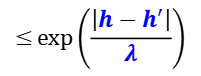 ≤ exp(|h − h′| / λ)